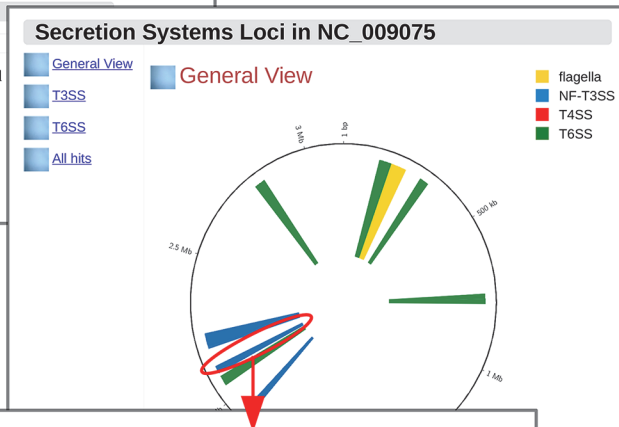 Secretion Systems Loci in NC_009075
General View
T3SS
T6SS
All hits
General View
flagella
NF-T3SS
T4SS
T6SS
1 bp
500 kb
1 Mb
2.5 Mb
3 Mb